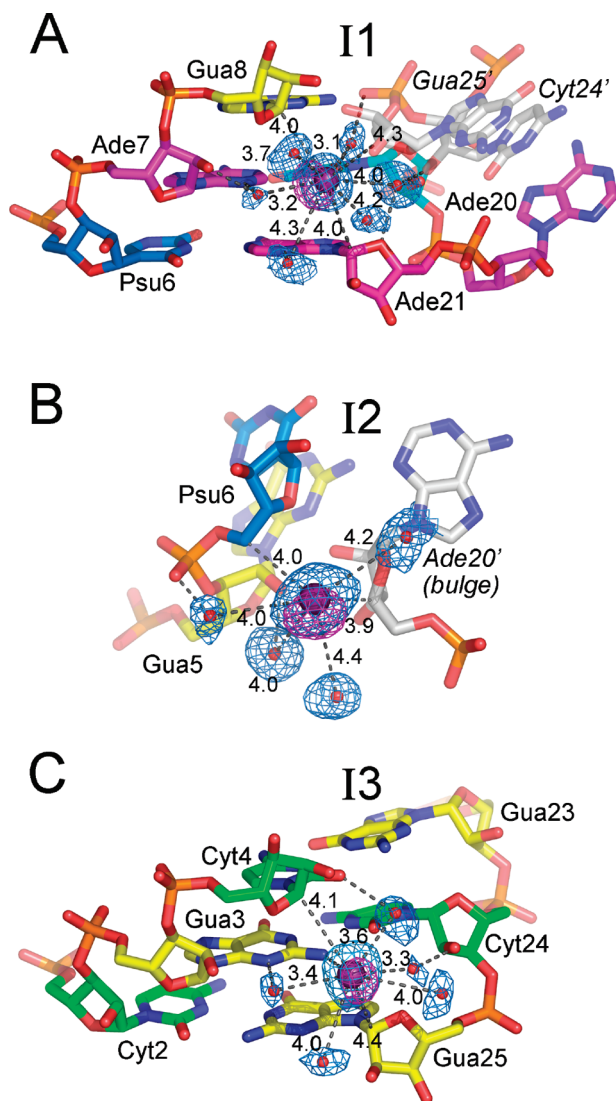 A
I1
Gua8
Gua25'
Cyt24'
4.0
3.1
4.3
Ade7
3.7
4.0
3.2
4.2
Ade20
4.3
4.0
Psu6
Ade21
B
I2
Psu6
4.2
Ade20'
(bulge)
4.0
4.0
3.9
Gua5
4.4
4.0
C
I3
Gua23
Cyt4
4.1
Gua3
3.6
Cyt24
3.4
3.3
4.0
4.0
4.4
Cyt2
Gua25